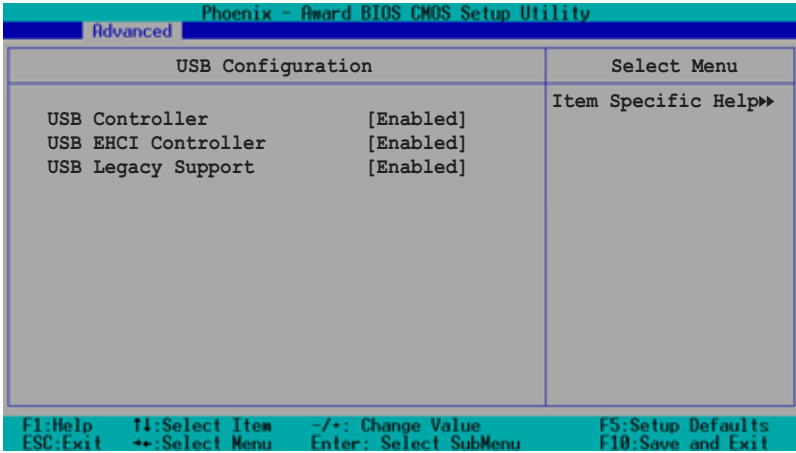 Phoenix - Award BIOS CMOS Setup Utility
Advanced
USB Configuration
Select Menu
Item Specific Help▸▸
USB Controller [Enabled]
USB EHCI Controller [Enabled]
USB Legacy Support [Enabled]
F1:Help ↑↓:Select Item -/+: Change Value F5:Setup Defaults
ESC:Exit →←:Select Menu Enter: Select SubMenu F10:Save and Exit